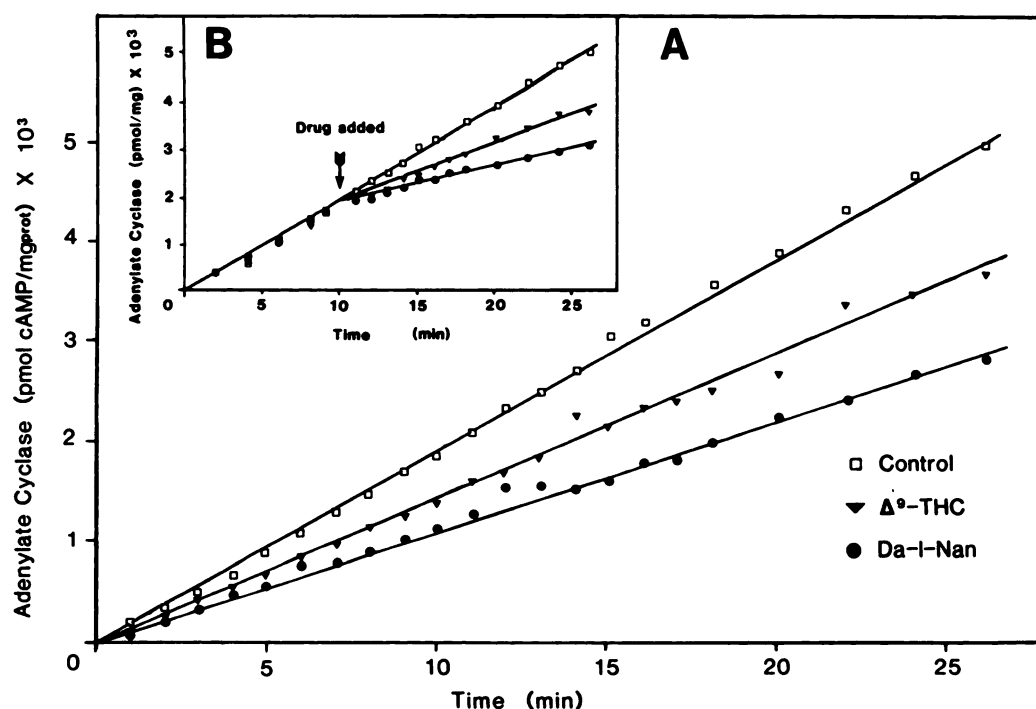 A
Adenylate Cyclase (pmol cAMP/mgprot) X 10³
5
4
3
2
1
0
5
10
15
20
25
Time (min)
Control
Δ⁹-THC
Da-l-Nan
B
Adenylate Cyclase (pmol/mg) X 10³
5
4
3
2
1
0
5
10
15
20
25
Time (min)
Drug added